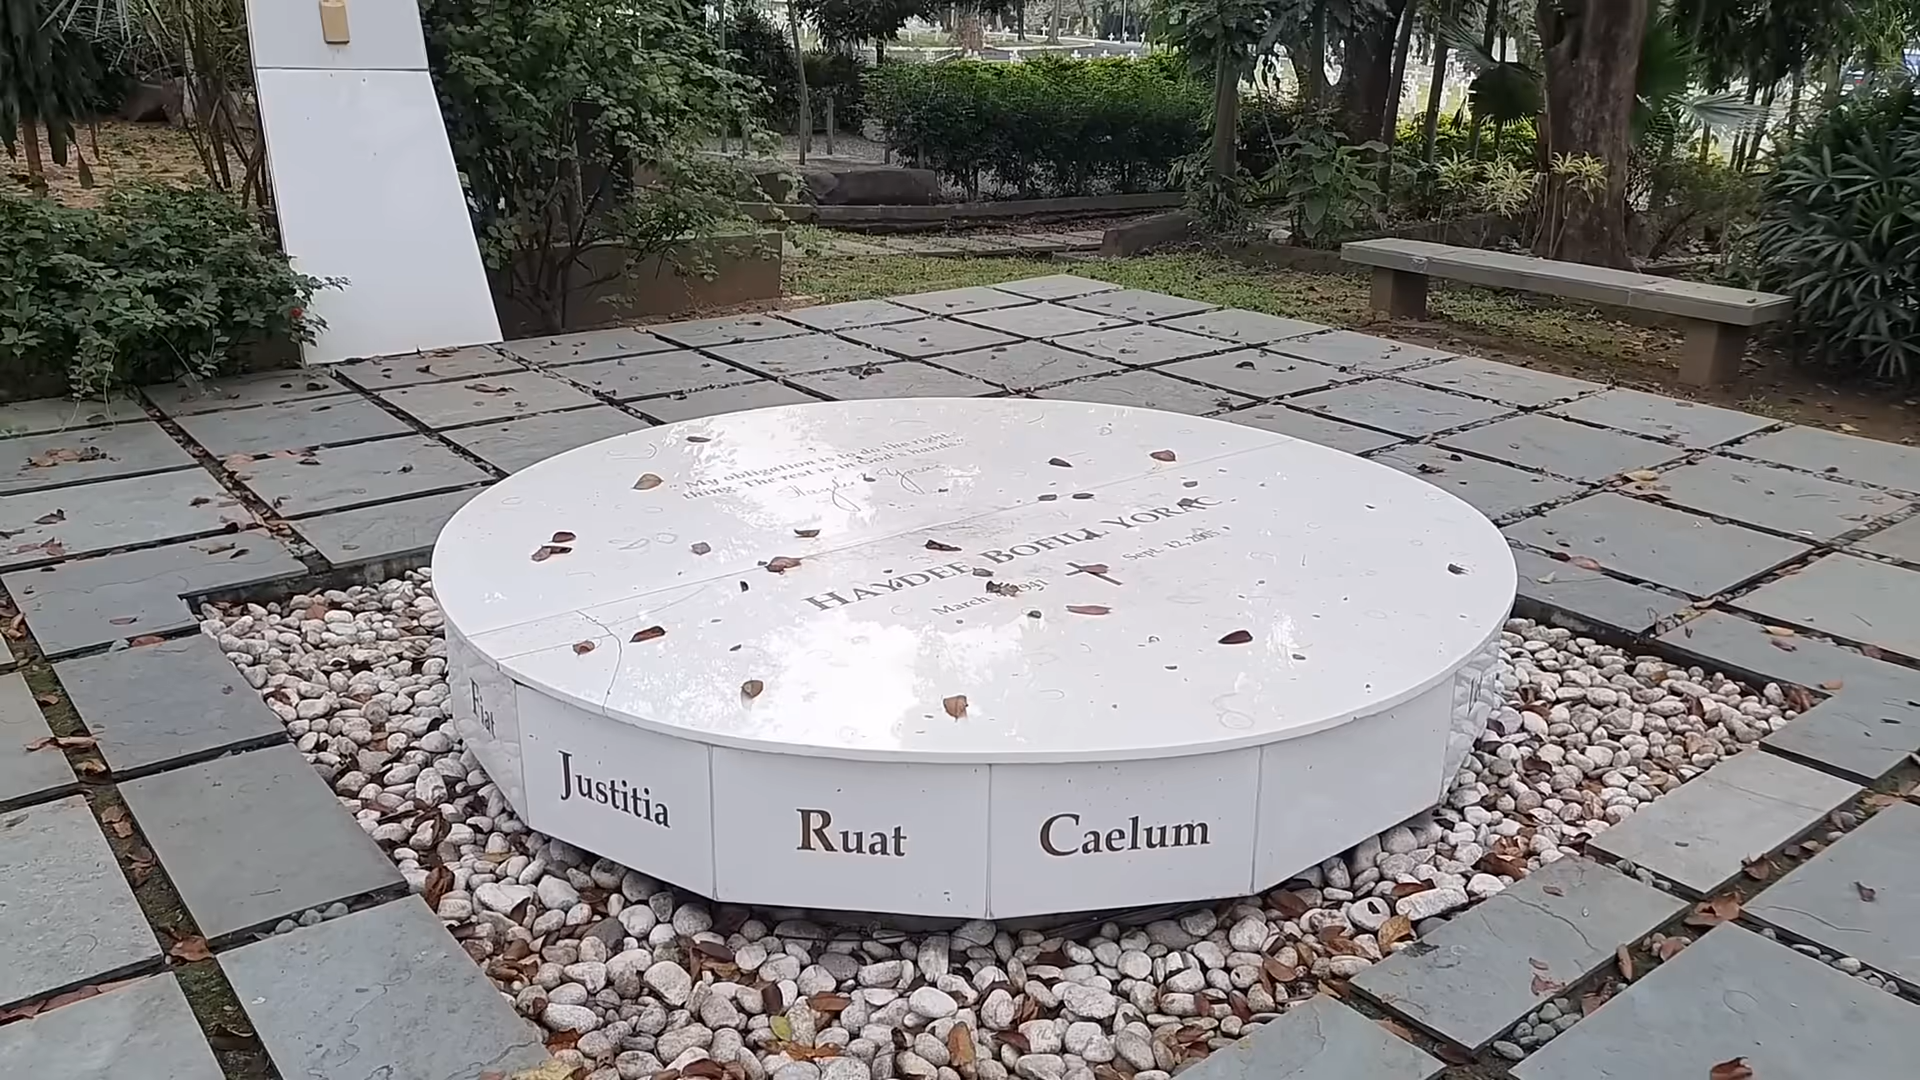 "My obligation is to do the right
thing. The rest is in God's hands."
HAYDEE BOFILL YORAC
March 1941 Sept. 12, 2005
Fiat
Justitia
Ruat
Caelum